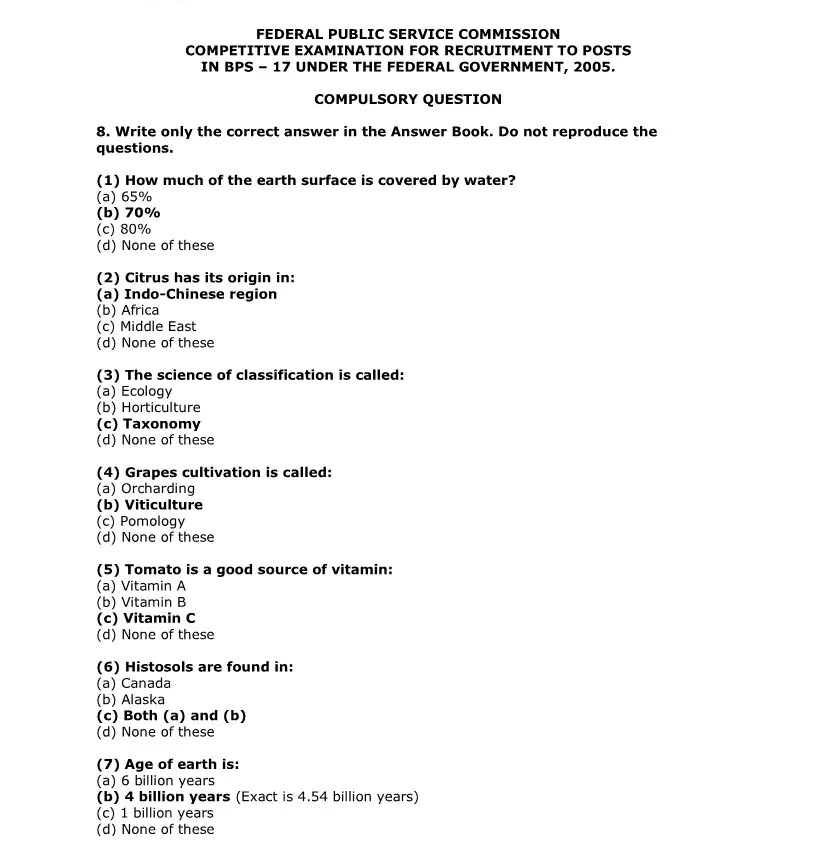 FEDERAL PUBLIC SERVICE COMMISSION
COMPETITIVE EXAMINATION FOR RECRUITMENT TO POSTS
IN BPS – 17 UNDER THE FEDERAL GOVERNMENT, 2005.
COMPULSORY QUESTION
8. Write only the correct answer in the Answer Book. Do not reproduce the
questions.
(1) How much of the earth surface is covered by water?
(a) 65%
(b) 70%
(c) 80%
(d) None of these
(2) Citrus has its origin in:
(a) Indo-Chinese region
(b) Africa
(c) Middle East
(d) None of these
(3) The science of classification is called:
(a) Ecology
(b) Horticulture
(c) Taxonomy
(d) None of these
(4) Grapes cultivation is called:
(a) Orcharding
(b) Viticulture
(c) Pomology
(d) None of these
(5) Tomato is a good source of vitamin:
(a) Vitamin A
(b) Vitamin B
(c) Vitamin C
(d) None of these
(6) Histosols are found in:
(a) Canada
(b) Alaska
(c) Both (a) and (b)
(d) None of these
(7) Age of earth is:
(a) 6 billion years
(b) 4 billion years (Exact is 4.54 billion years)
(c) 1 billion years
(d) None of these